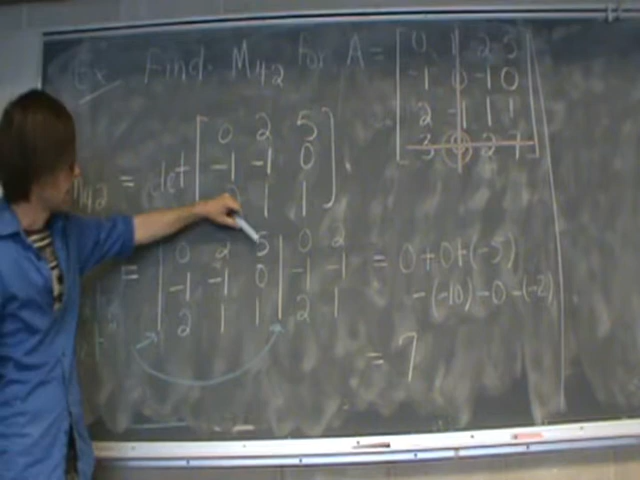 Ex Find M42 for A =
0 1 2 5
-1 0 -1 0
2 -1 1 1
3 0 2 7
M42 = det
0 2 5
-1 -1 0
1 1
= 0 2 5 0 2
-1 -1 0 -1 -1
2 1 1 2 1
= 0+0+(-5)
-(-10)-0-(-2)
= 7